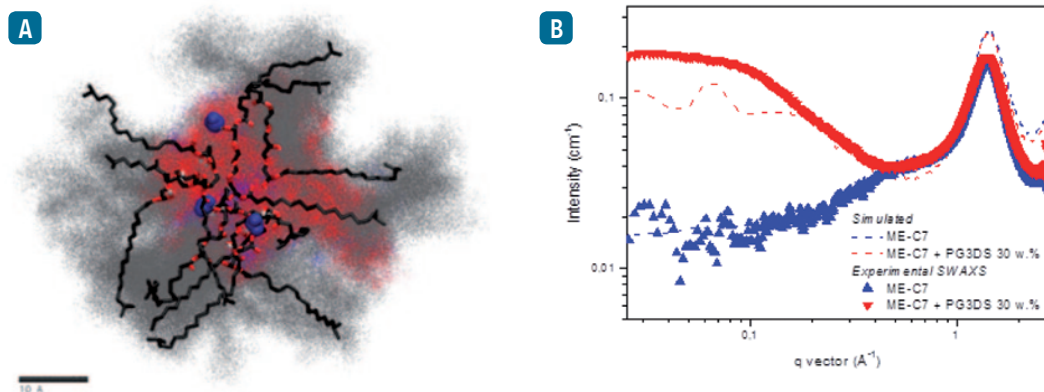 A
10 A
B
Intensity (cm⁻¹)
0.1
0.01
Simulated
ME-C7
ME-C7 + PG3DS 30 w.%
Experimental SWAXS
ME-C7
ME-C7 + PG3DS 30 w.%
0,1
1
q vector (A⁻¹)